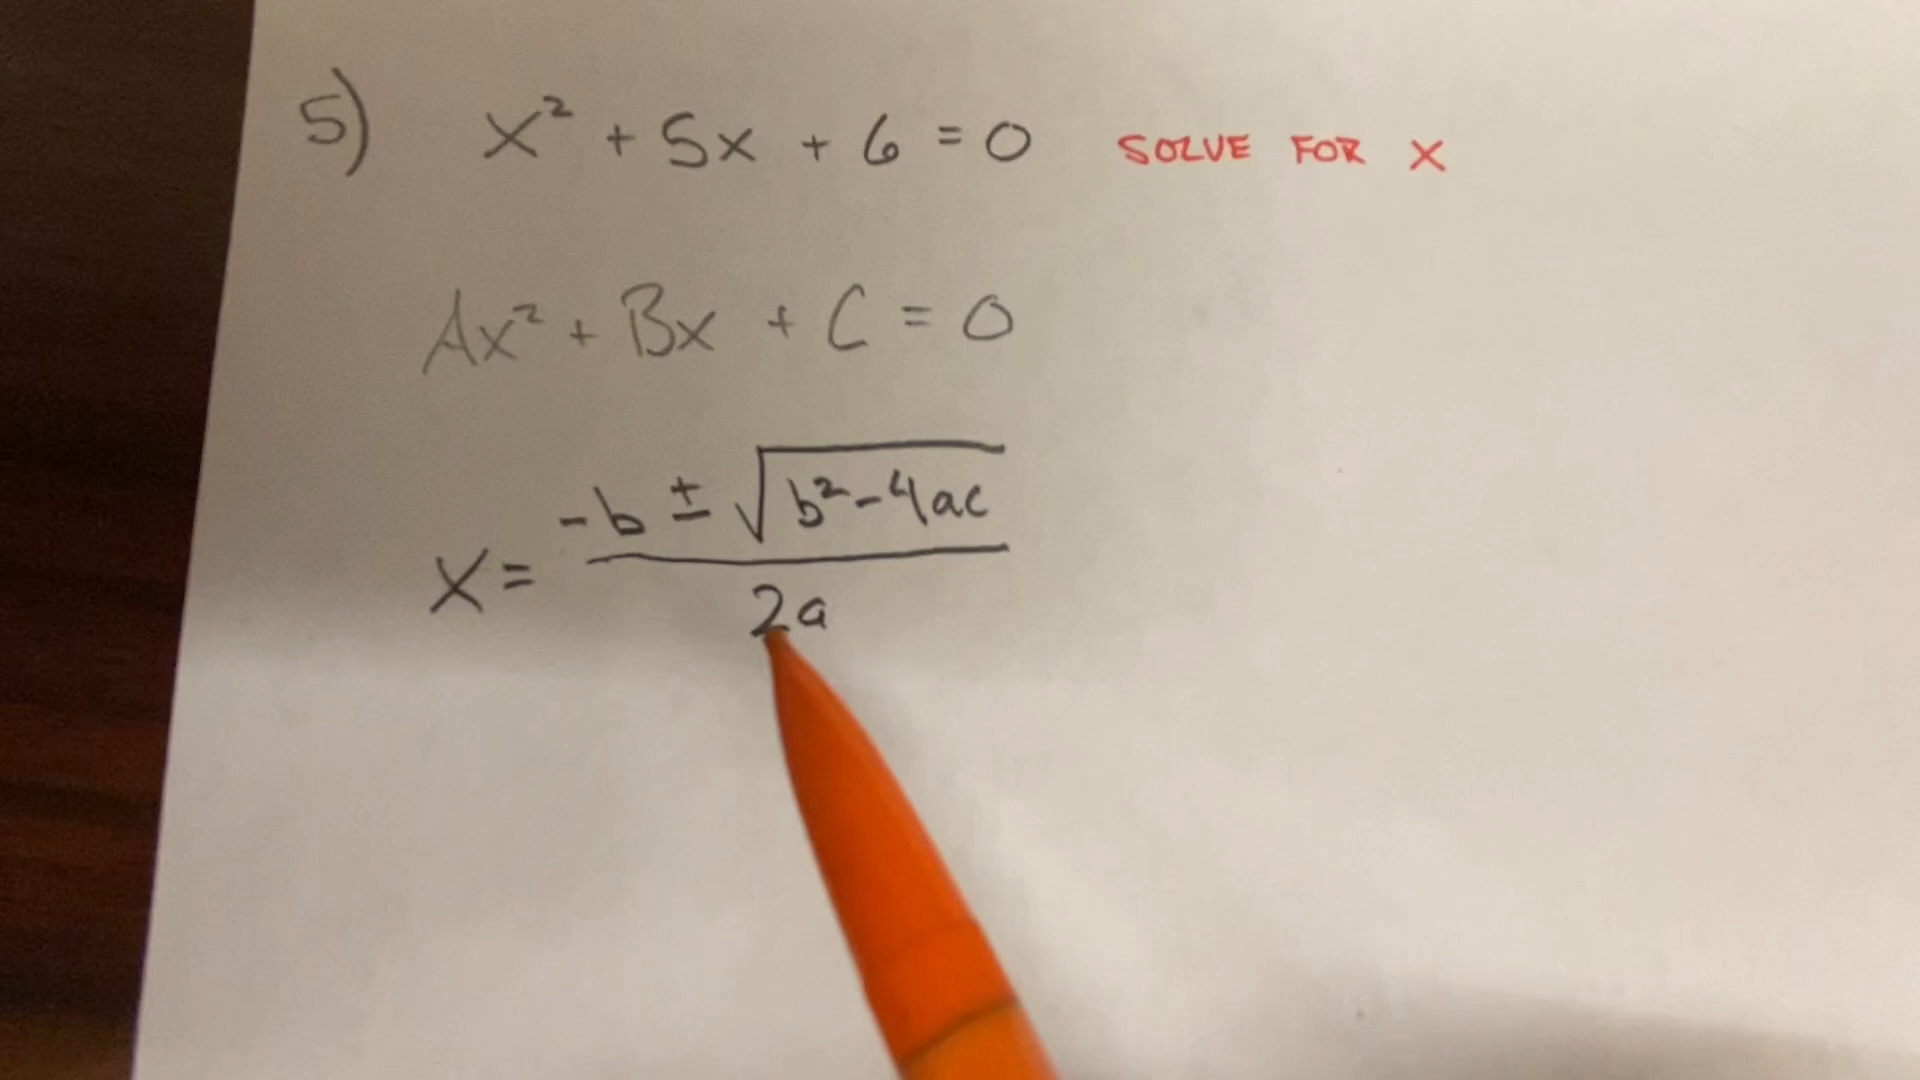 5) x² + 5x + 6 = 0 SOLVE FOR X
Ax² + Bx + C = 0
X = -b ± √b²-4ac
2a